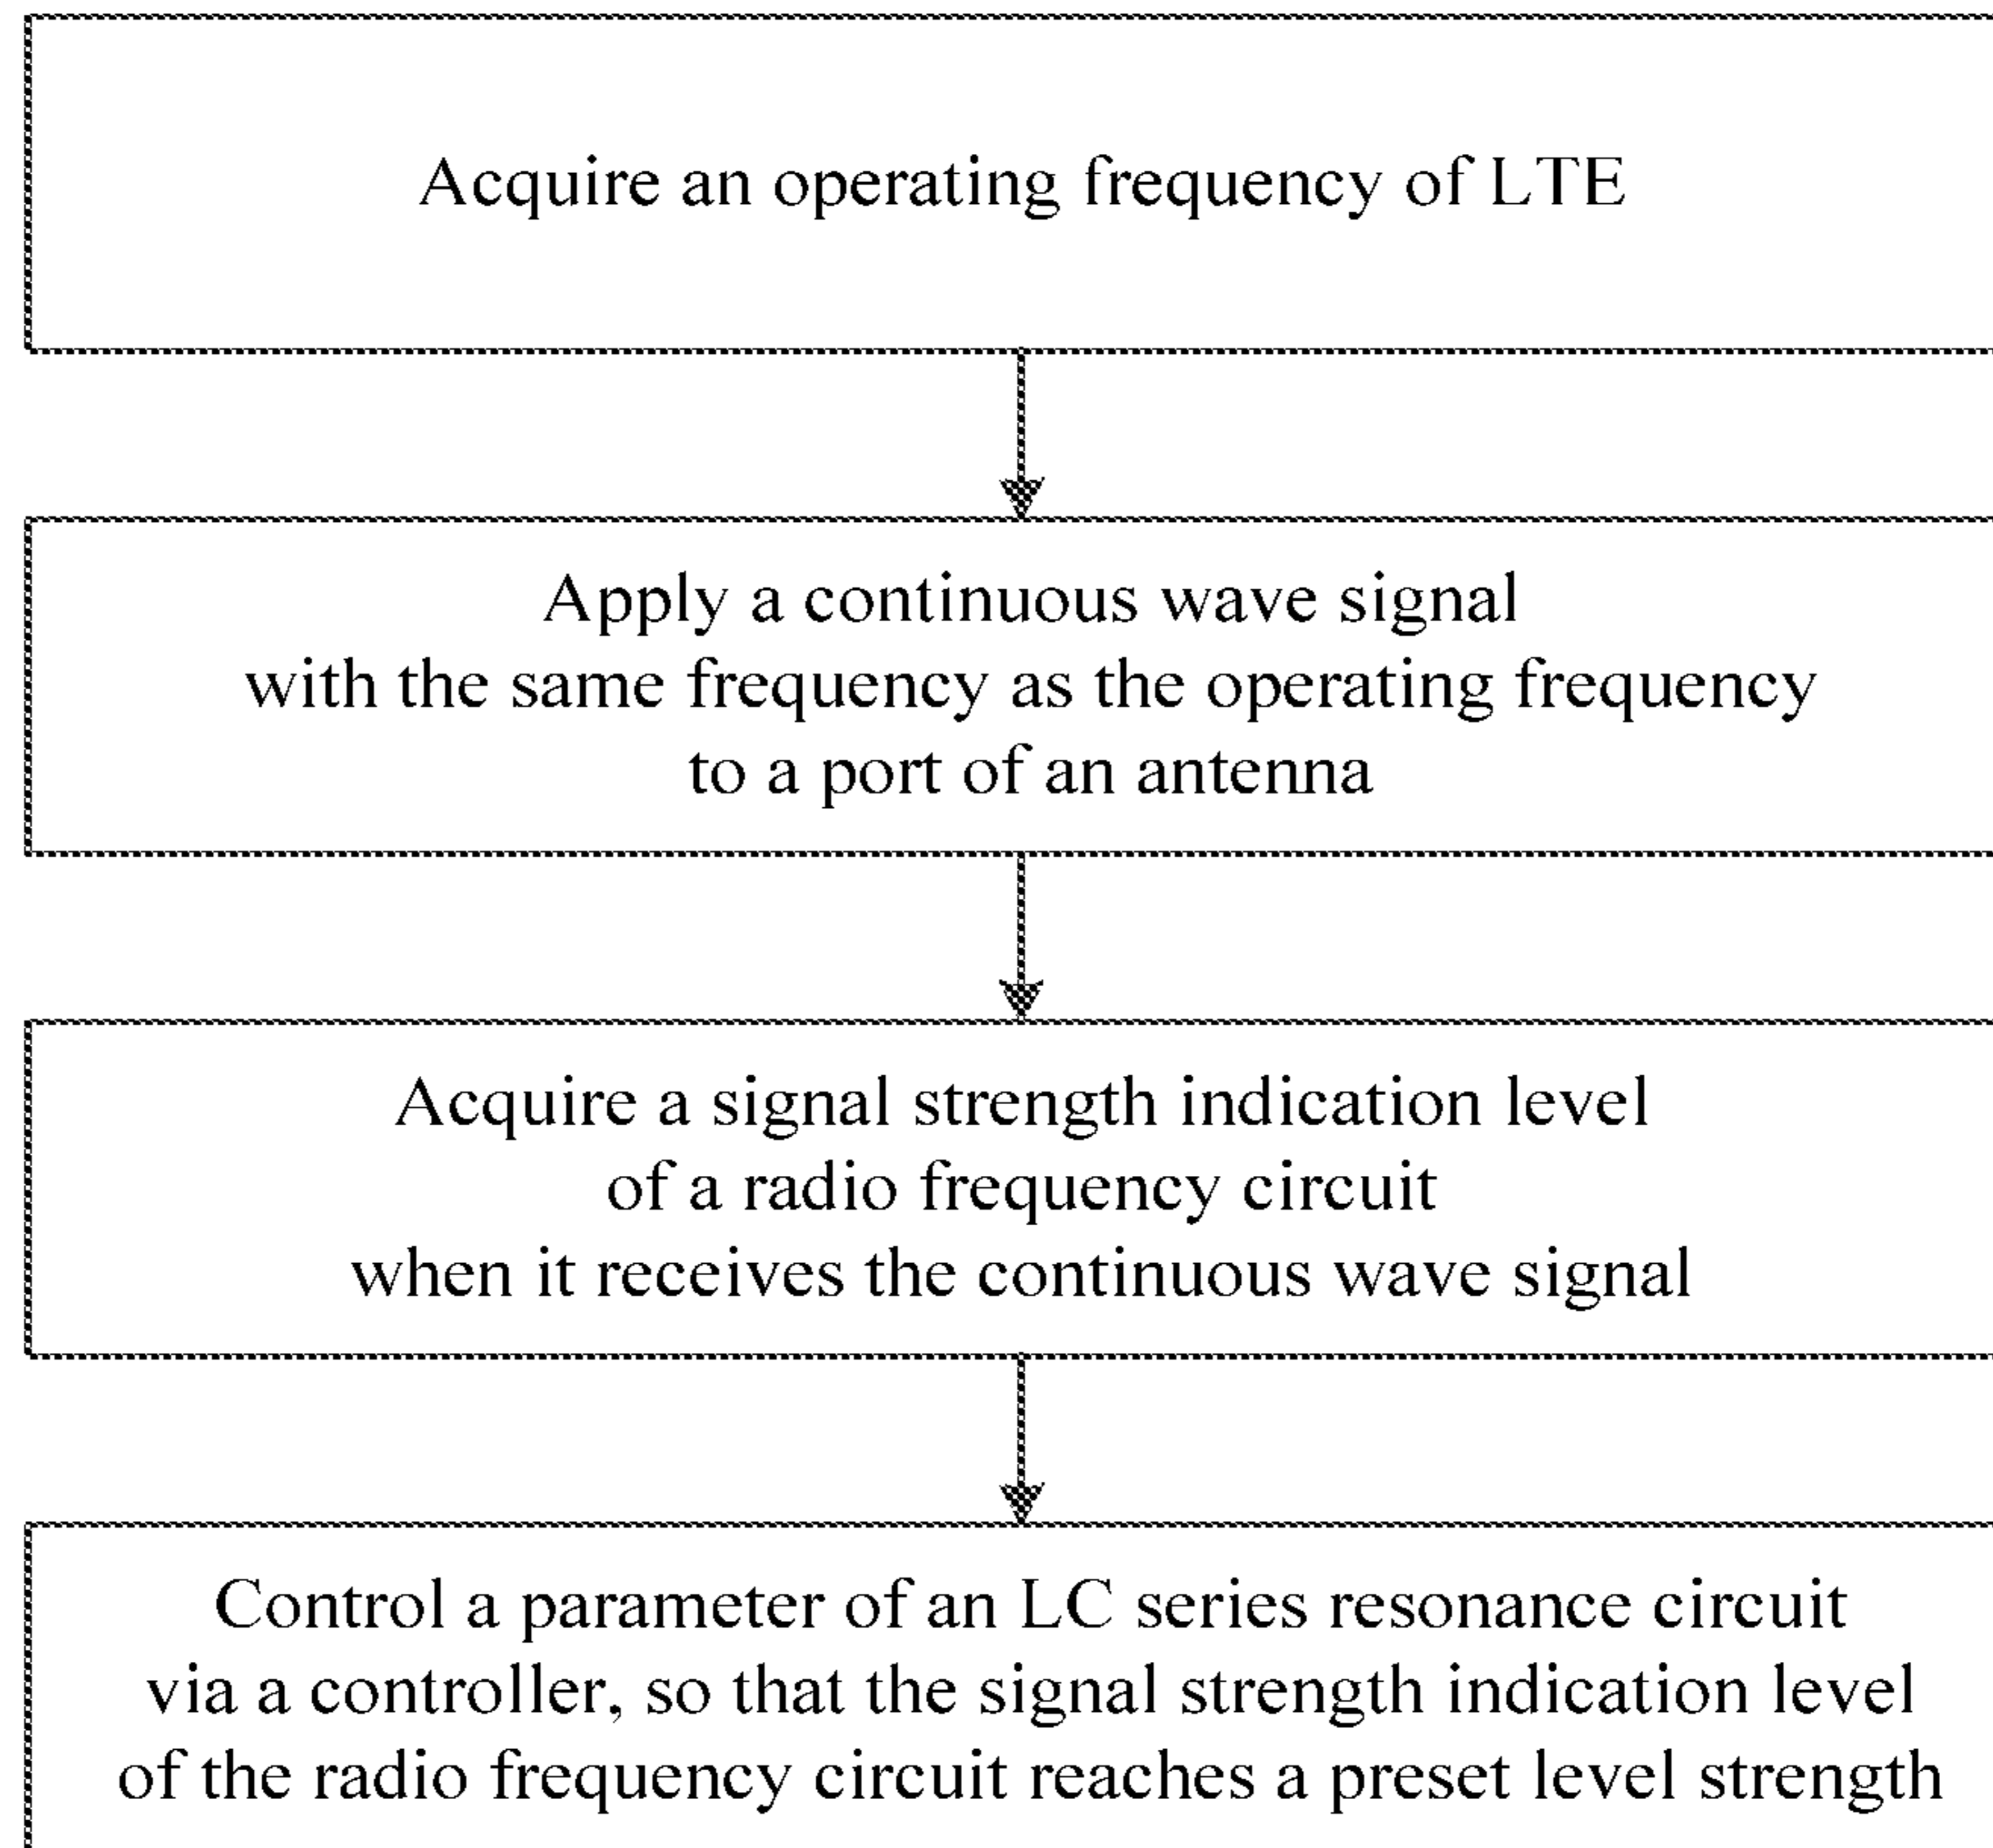 Acquire an operating frequency of LTE
Apply a continuous wave signal
with the same frequency as the operating frequency
to a port of an antenna
Acquire a signal strength indication level
of a radio frequency circuit
when it receives the continuous wave signal
Control a parameter of an LC series resonance circuit
via a controller, so that the signal strength indication level
of the radio frequency circuit reaches a preset level strength